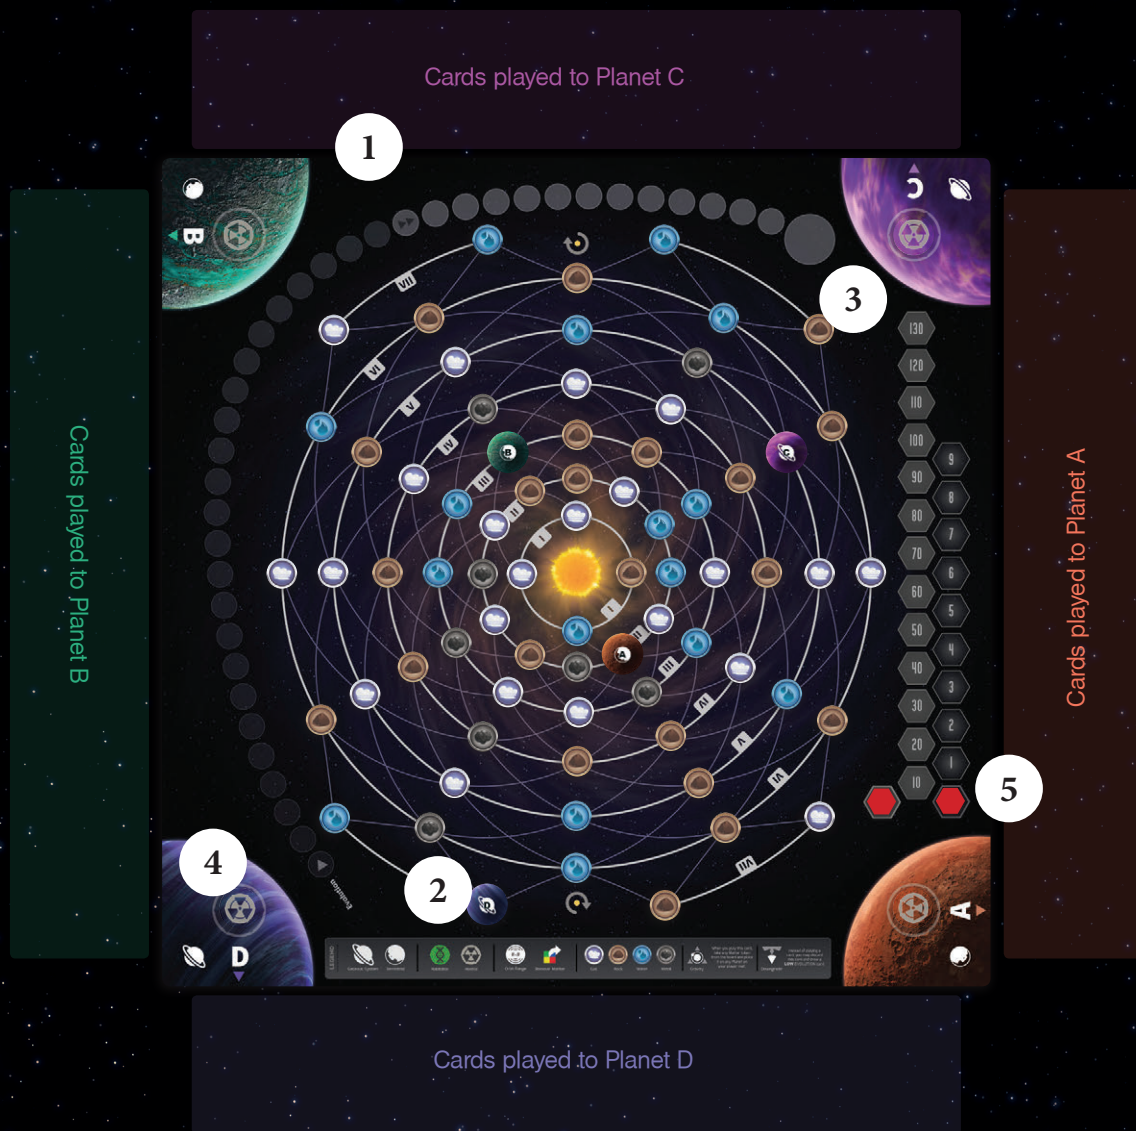 Cards played to Planet C
1
B
C
3
VII
130
120
VI
110
V
100
9
IV
90
B
C
8
III
80
II
7
I
70
6
Cards played to Planet B
Cards played to Planet A
60
I
5
50
II
A
4
III
40
3
IV
30
2
V
20
1
VI
10
5
VII
4
2
Evolution
D
A
D
LEGEND
Cards played to Planet D